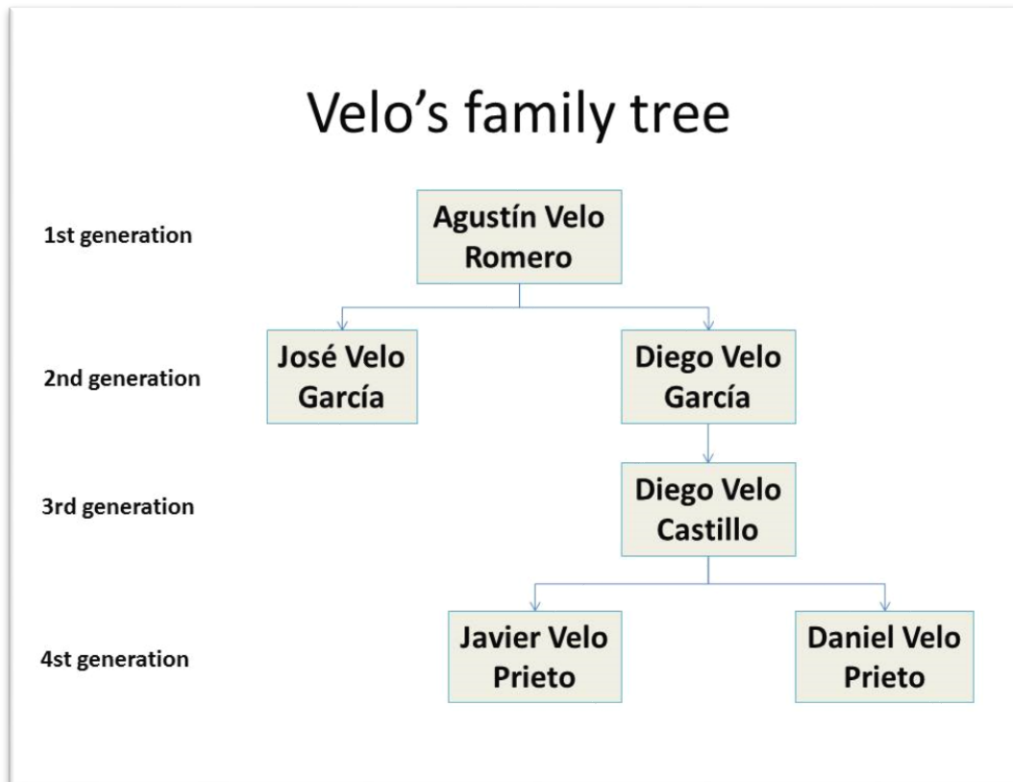 Velo's family tree
1st generation
Agustín Velo
Romero
2nd generation
José Velo
García
Diego Velo
García
3rd generation
Diego Velo
Castillo
4st generation
Javier Velo
Prieto
Daniel Velo
Prieto